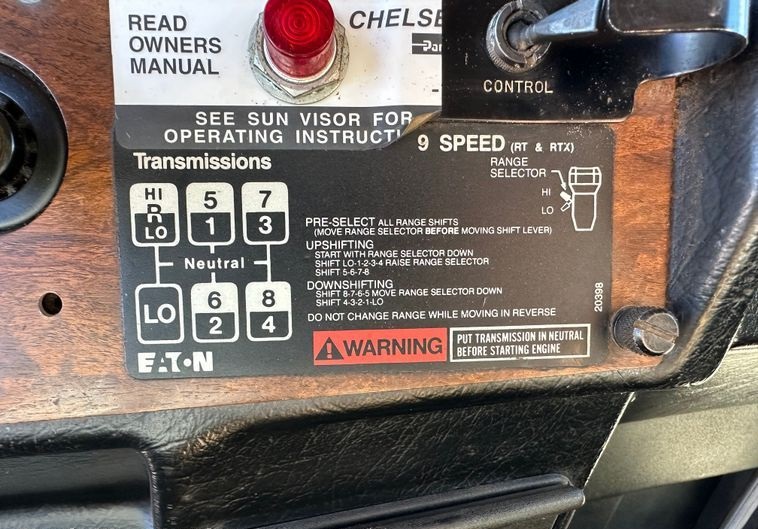 READ
OWNERS
MANUAL
CHELSE
CONTROL
SEE SUN VISOR FOR
OPERATING INSTRUCTI
9 SPEED (RT & RTX)
Transmissions
RANGE
SELECTOR
HI
LO
HI
R
LO
5
1
7
3
Neutral
LO
6
2
8
4
PRE-SELECT ALL RANGE SHIFTS
(MOVE RANGE SELECTOR BEFORE MOVING SHIFT LEVER)
UPSHIFTING
START WITH RANGE SELECTOR DOWN
SHIFT LO-1-2-3-4 RAISE RANGE SELECTOR
SHIFT 5-6-7-8
DOWNSHIFTING
SHIFT 8-7-6-5 MOVE RANGE SELECTOR DOWN
SHIFT 4-3-2-1-LO
DO NOT CHANGE RANGE WHILE MOVING IN REVERSE
20398
WARNING
PUT TRANSMISSION IN NEUTRAL
BEFORE STARTING ENGINE
EATON